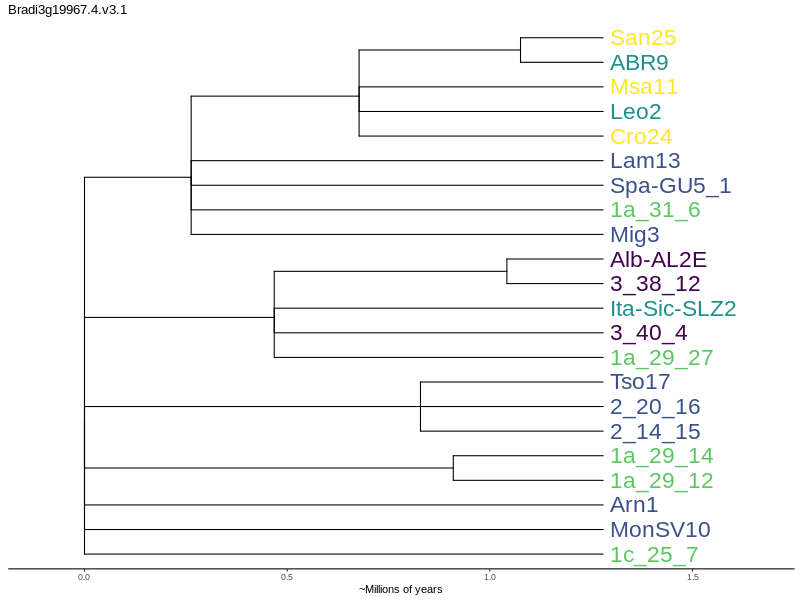 Bradi3g19967.4.v3.1
San25
ABR9
Msa11
Leo2
Cro24
Lam13
Spa-GU5_1
1a_31_6
Mig3
Alb-AL2E
3_38_12
Ita-Sic-SLZ2
3_40_4
1a_29_27
Tso17
2_20_16
2_14_15
1a_29_14
1a_29_12
Arn1
MonSV10
1c_25_7
0.0 0.5 1.0 1.5
~Millions of years